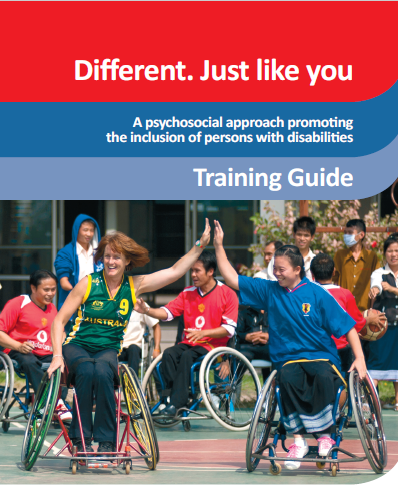 Different. Just like you
A psychosocial approach promoting
the inclusion of persons with disabilities
Training Guide
9
AUSTRALIA